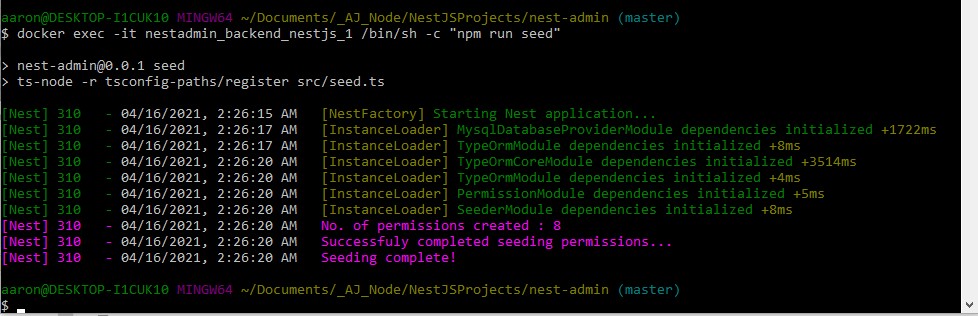 aaron@DESKTOP-I1CUK10 MINGW64 ~/Documents/_AJ_Node/NestJSProjects/nest-admin (master)
$ docker exec -it nestadmin_backend_nestjs_1 /bin/sh -c "npm run seed"
> nest-admin@0.0.1 seed
> ts-node -r tsconfig-paths/register src/seed.ts
[Nest] 310   - 04/16/2021, 2:26:15 AM   [NestFactory] Starting Nest application...
[Nest] 310   - 04/16/2021, 2:26:17 AM   [InstanceLoader] MysqlDatabaseProviderModule dependencies initialized +1722ms
[Nest] 310   - 04/16/2021, 2:26:17 AM   [InstanceLoader] TypeOrmModule dependencies initialized +8ms
[Nest] 310   - 04/16/2021, 2:26:20 AM   [InstanceLoader] TypeOrmCoreModule dependencies initialized +3514ms
[Nest] 310   - 04/16/2021, 2:26:20 AM   [InstanceLoader] TypeOrmModule dependencies initialized +4ms
[Nest] 310   - 04/16/2021, 2:26:20 AM   [InstanceLoader] PermissionModule dependencies initialized +5ms
[Nest] 310   - 04/16/2021, 2:26:20 AM   [InstanceLoader] SeederModule dependencies initialized +8ms
[Nest] 310   - 04/16/2021, 2:26:20 AM   No. of permissions created : 8
[Nest] 310   - 04/16/2021, 2:26:20 AM   Successfuly completed seeding permissions...
[Nest] 310   - 04/16/2021, 2:26:20 AM   Seeding complete!
aaron@DESKTOP-I1CUK10 MINGW64 ~/Documents/_AJ_Node/NestJSProjects/nest-admin (master)
$